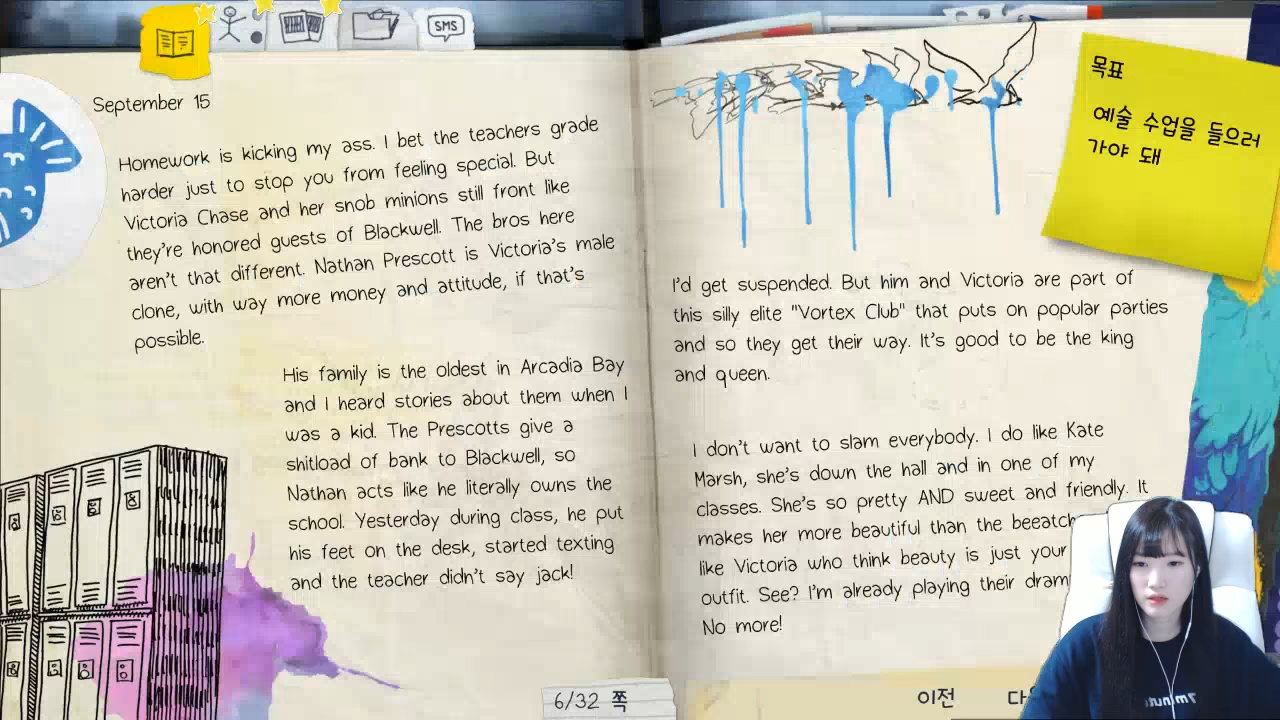 SMS
September 15
Homework is kicking my ass. I bet the teachers grade
harder just to stop you from feeling special. But
Victoria Chase and her snob minions still front like
they're honored guests of Blackwell. The bros here
aren't that different. Nathan Prescott is Victoria's male
clone, with way more money and attitude, if that's
possible.
His family is the oldest in Arcadia Bay
and I heard stories about them when I
was a kid. The Prescotts give a
shitload of bank to Blackwell, so
Nathan acts like he literally owns the
school. Yesterday during class, he put
his feet on the desk, started texting
and the teacher didn't say jack!
I'd get suspended. But him and Victoria are part of
this silly elite "Vortex Club" that puts on popular parties
and so they get their way. It's good to be the king
and queen.
I don't want to slam everybody. I do like Kate
Marsh, she's down the hall and in one of my
classes. She's so pretty AND sweet and friendly. It
makes her more beautiful than the beeatch
like Victoria who think beauty is just your
outfit. See? I'm already playing their dram
No more!
목표
예술 수업을 들으러
가야 돼
6/32 쪽
이전